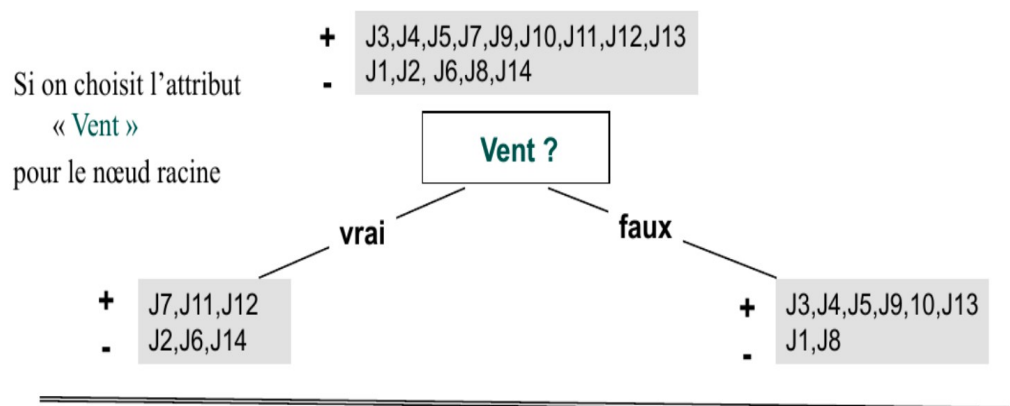 + J3,J4,J5,J7,J9,J10,J11,J12,J13
- J1,J2, J6,J8,J14
Si on choisit l’attribut
« Vent »
pour le nœud racine
Vent ?
vrai
faux
+ J7,J11,J12
- J2,J6,J14
+ J3,J4,J5,J9,10,J13
- J1,J8